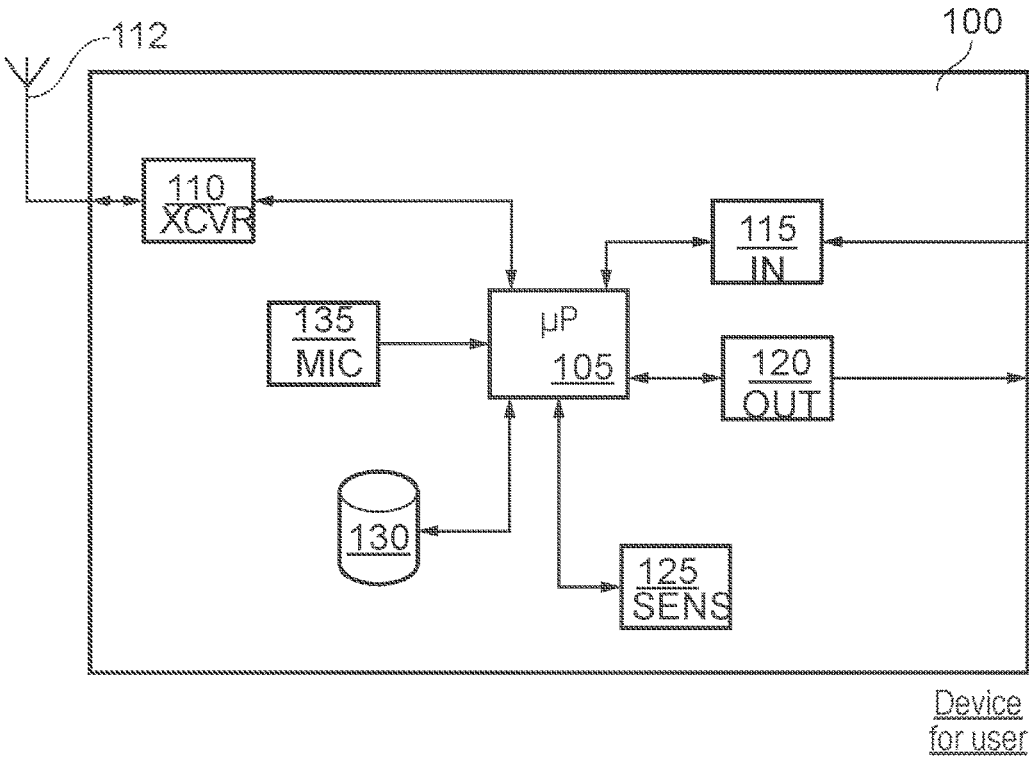 100
112
110
XCVR
115
IN
135
MIC
µP
105
120
OUT
130
125
SENS
Device
for user